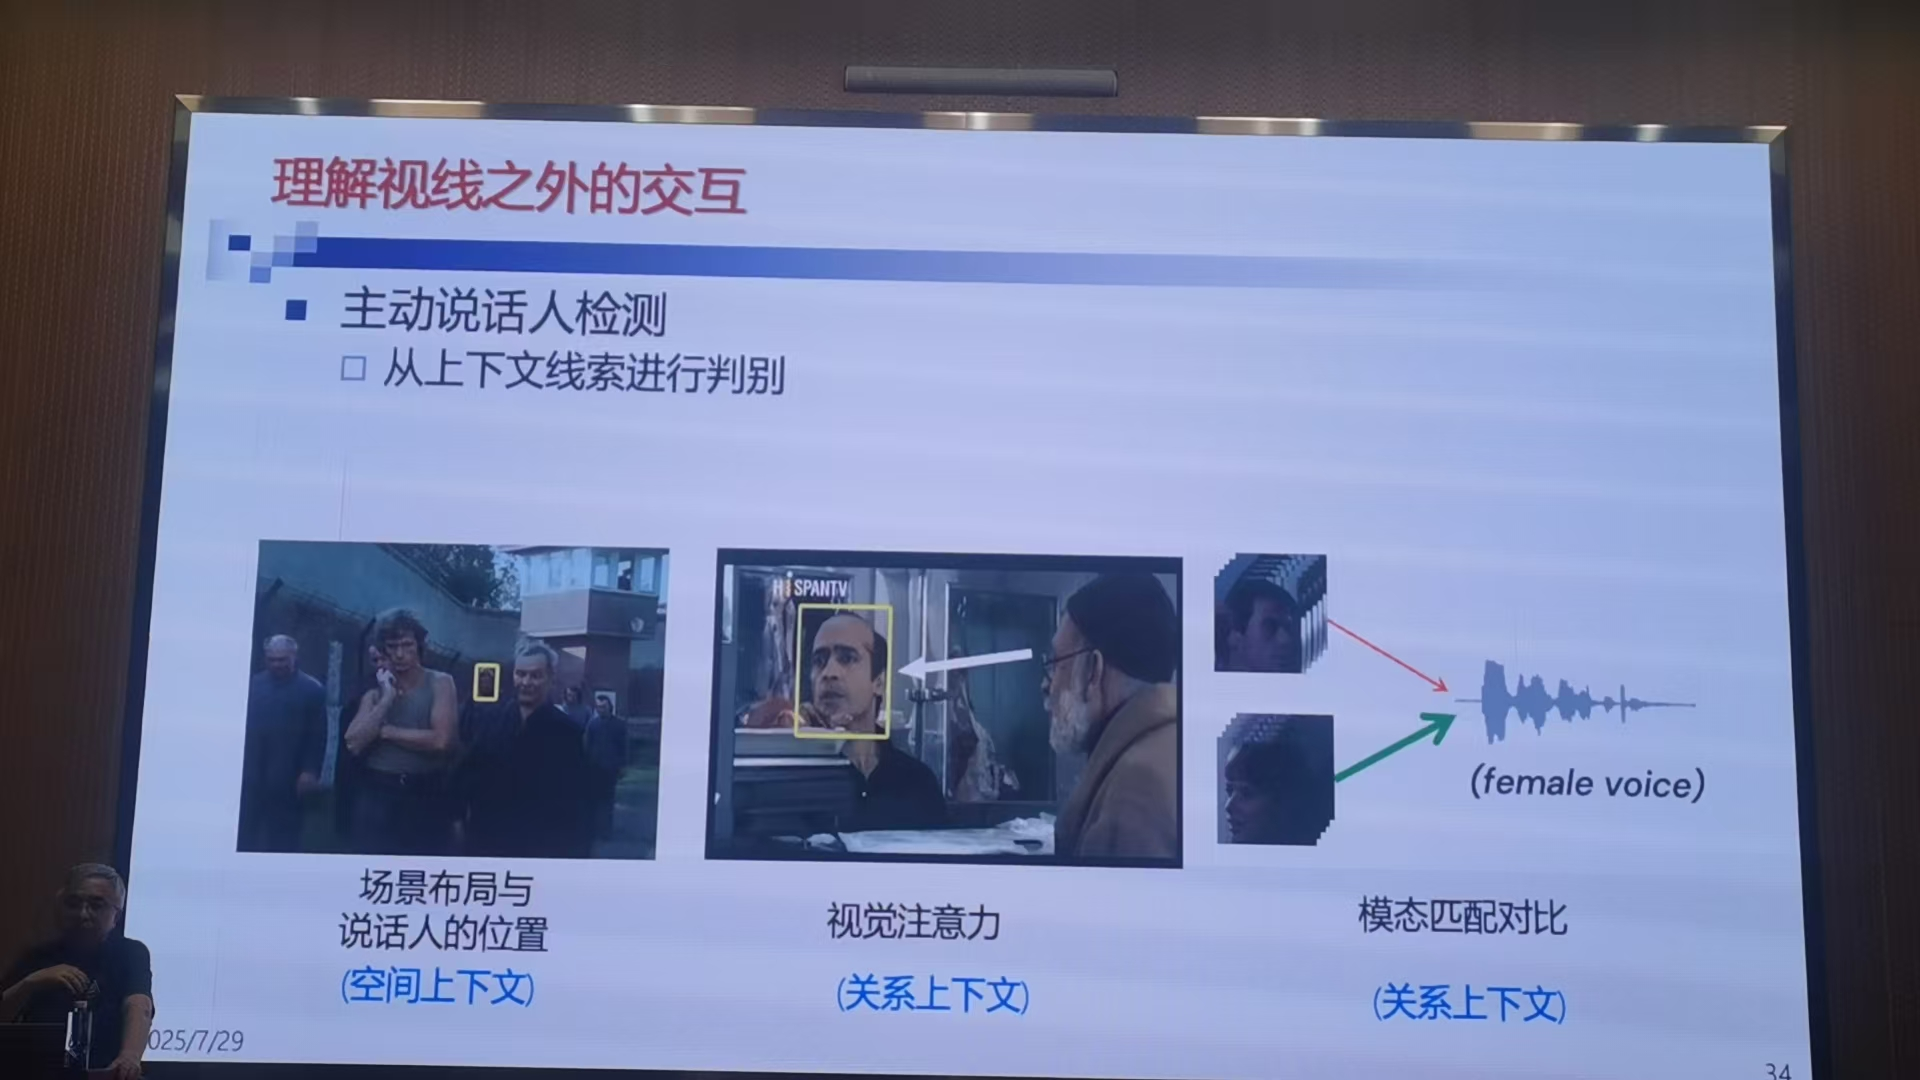 理解视线之外的交互
主动说话人检测
从上下文线索进行判别
HiSPANTV
(female voice)
场景布局与
说话人的位置
(空间上下文)
视觉注意力
(关系上下文)
模态匹配对比
(关系上下文)
025/7/29
34